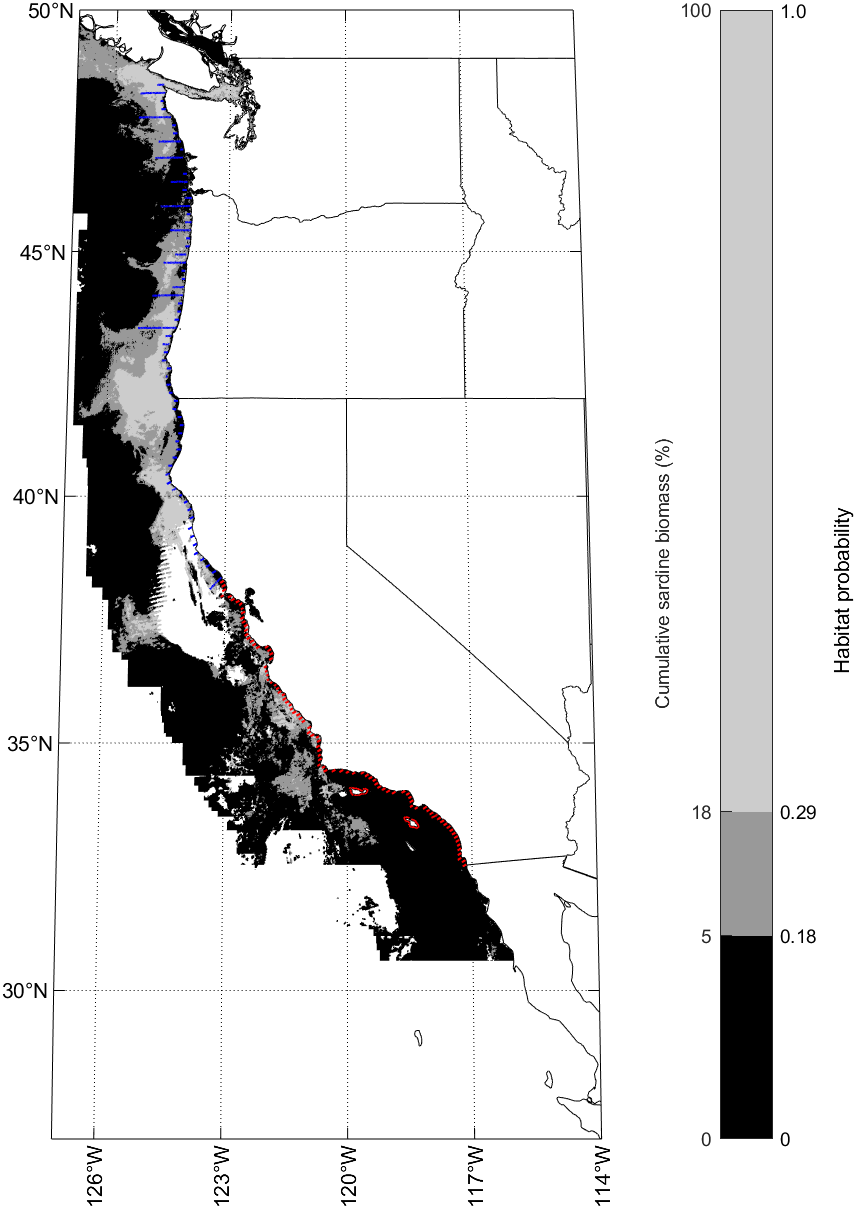 50°N
45°N
40°N
35°N
30°N
126°W
123°W
120°W
117°W
114°W
Cumulative sardine biomass (%)
100
18
5
0
1.0
0.29
0.18
0
Habitat probability